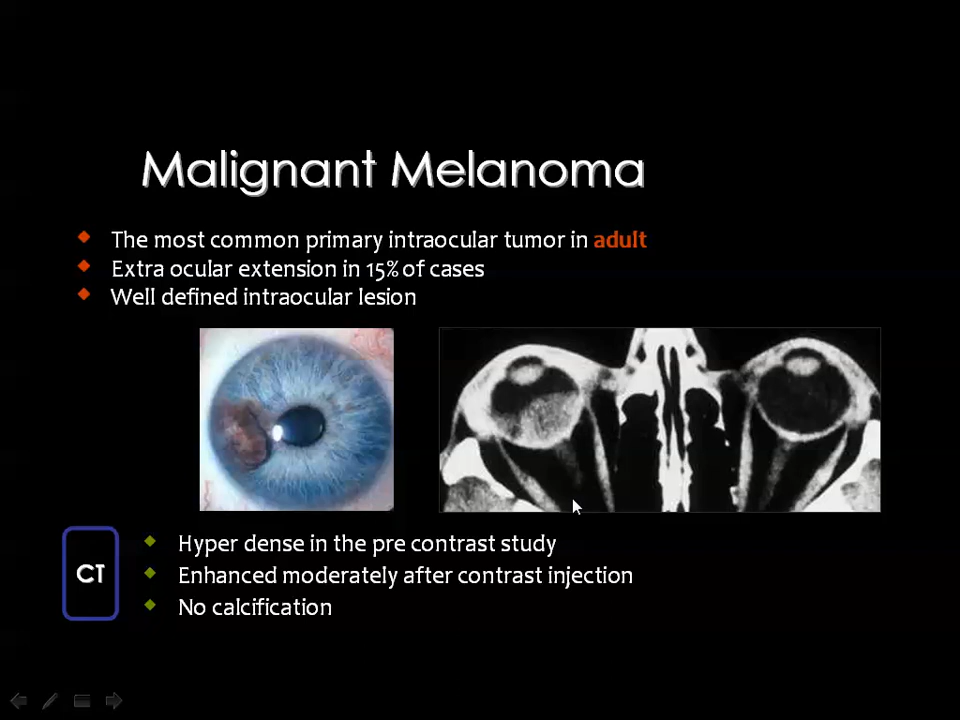 Malignant Melanoma
The most common primary intraocular tumor in adult
Extra ocular extension in 15% of cases
Well defined intraocular lesion
CT
Hyper dense in the pre contrast study
Enhanced moderately after contrast injection
No calcification